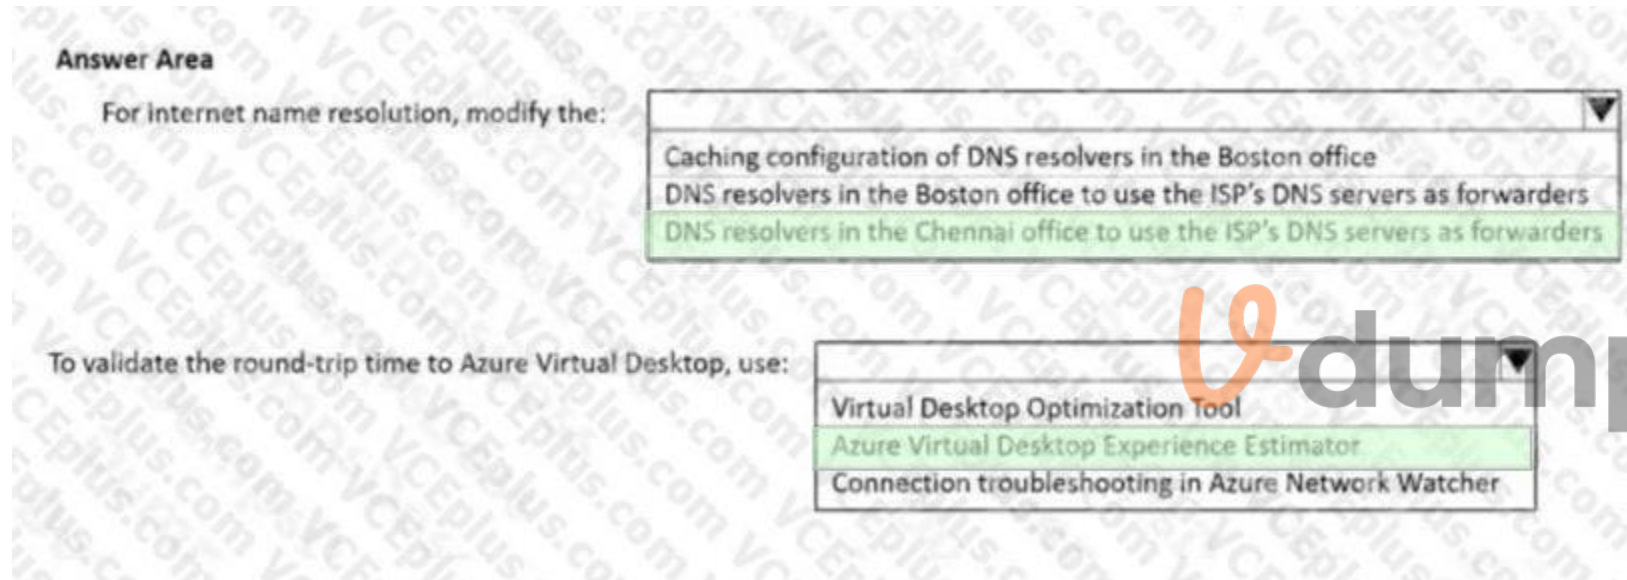 Answer Area
For internet name resolution, modify the:
Caching configuration of DNS resolvers in the Boston office
DNS resolvers in the Boston office to use the ISP's DNS servers as forwarders
DNS resolvers in the Chennai office to use the ISP's DNS servers as forwarders
To validate the round-trip time to Azure Virtual Desktop, use:
Virtual Desktop Optimization Tool
Azure Virtual Desktop Experience Estimator
Connection troubleshooting in Azure Network Watcher
dump
VCEplus.com